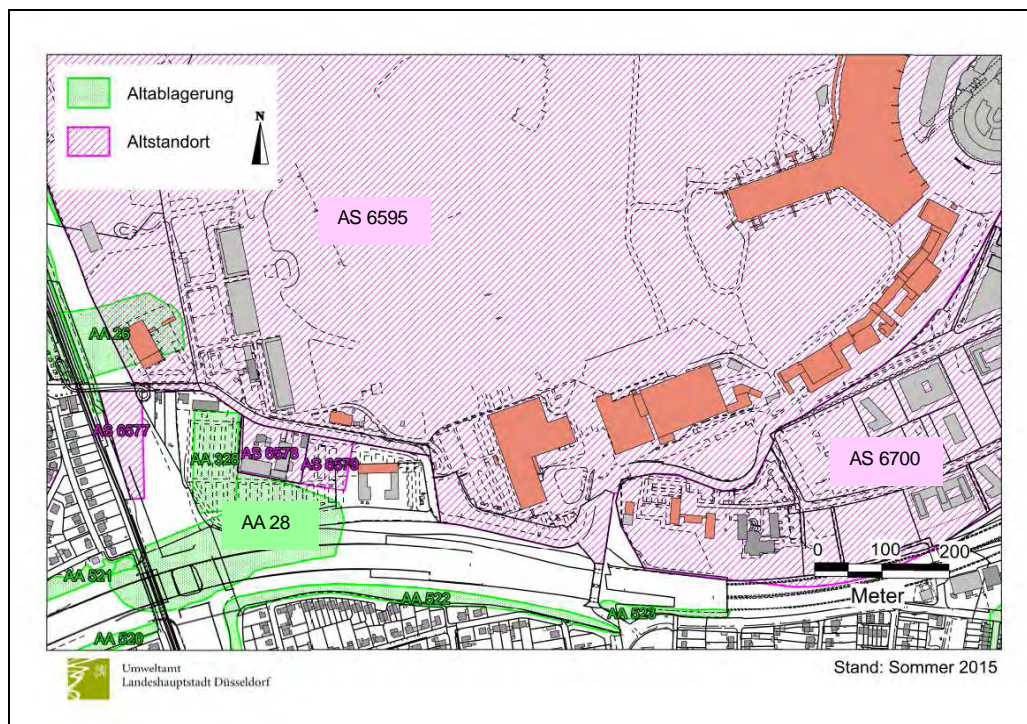 Altablagerung
Altstandort
N
AS 6595
AA 26
AS 6577
AA 328
AS 6578
AS 6579
AA 28
AS 6700
AA 521
AA 522
AA 523
AA 520
0 100 200
Meter
Umweltamt
Landeshauptstadt Düsseldorf
Stand: Sommer 2015